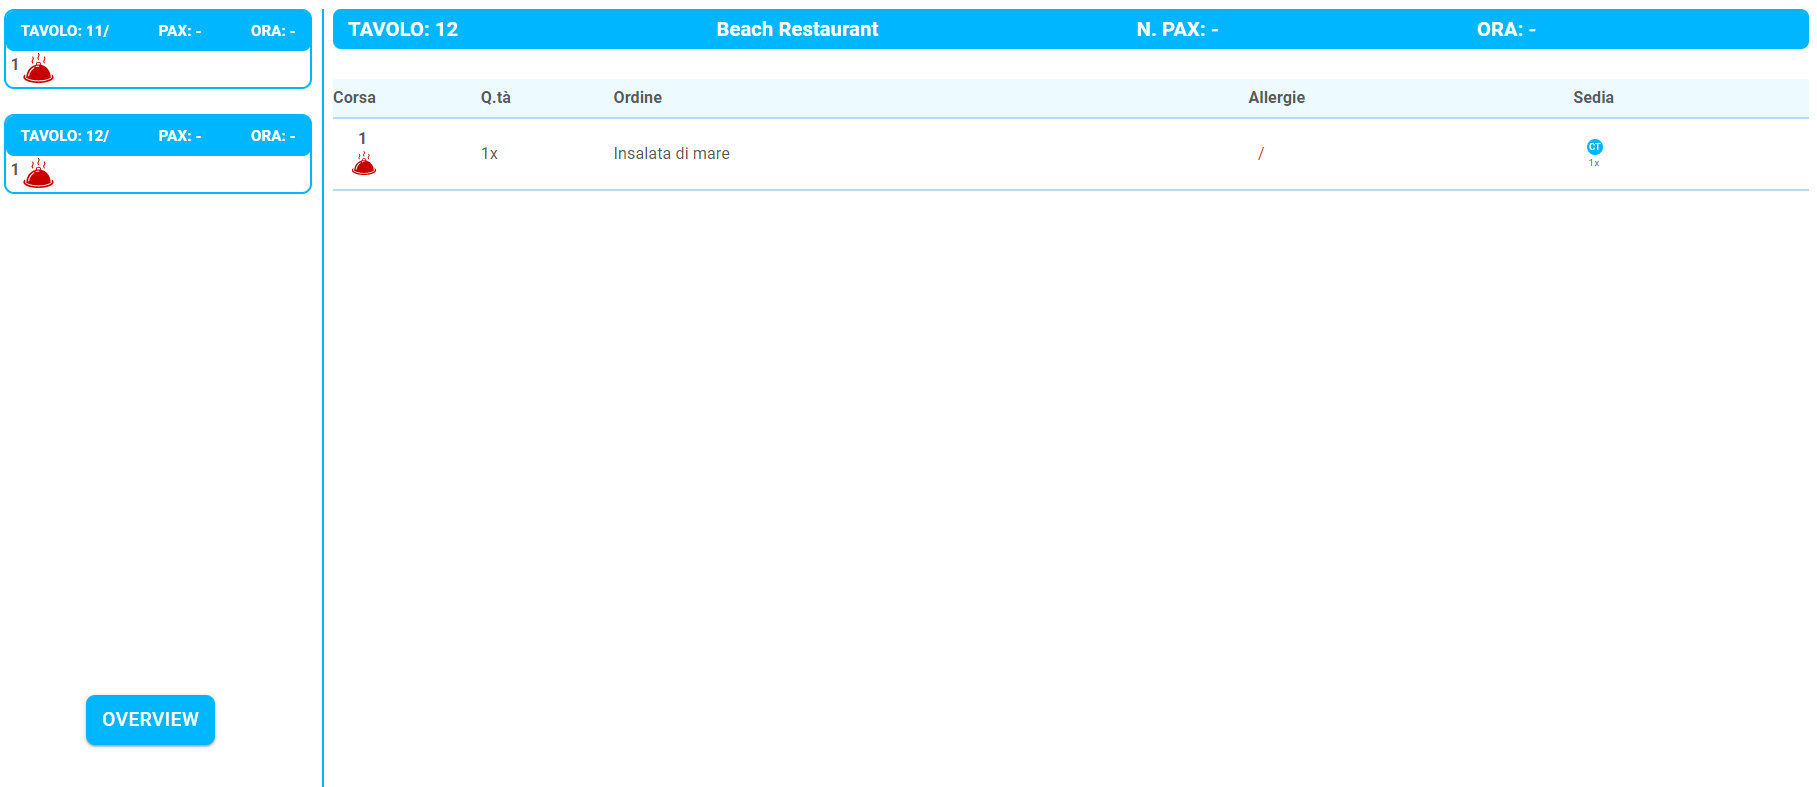 TAVOLO: 11/ PAX: - ORA: -
1
TAVOLO: 12/ PAX: - ORA: -
1
OVERVIEW
TAVOLO: 12 Beach Restaurant N. PAX: - ORA: -
Corsa Q.tà Ordine Allergie Sedia
1
1x Insalata di mare / CT
1x